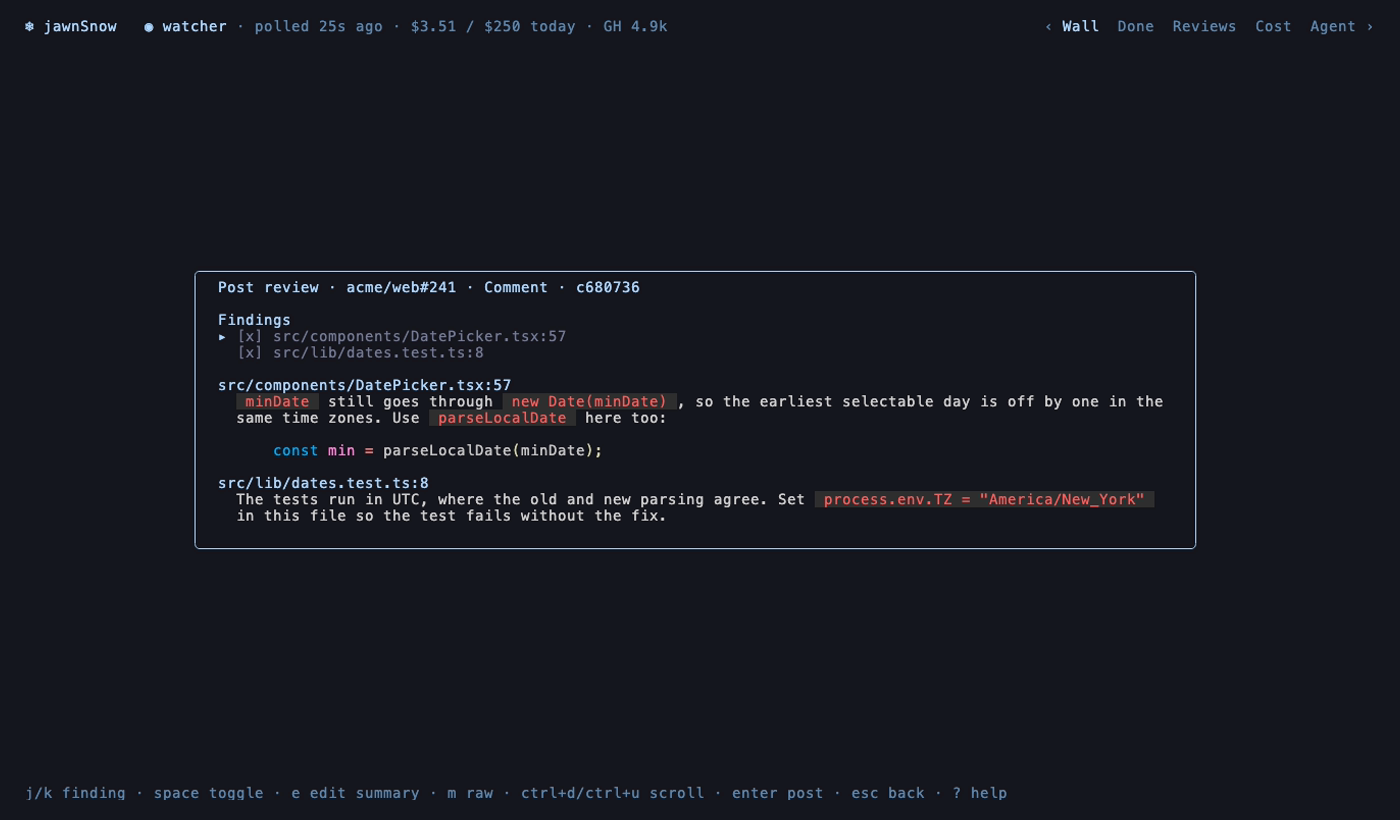 ❄ jawnSnow ◉ watcher · polled 25s ago · $3.51 / $250 today · GH 4.9k ‹ Wall Done Reviews Cost Agent ›
Post review · acme/web#241 · Comment · c680736
Findings
▸ [x] src/components/DatePicker.tsx:57
[x] src/lib/dates.test.ts:8
src/components/DatePicker.tsx:57
minDate still goes through new Date(minDate) , so the earliest selectable day is off by one in the
same time zones. Use parseLocalDate here too:
const min = parseLocalDate(minDate);
src/lib/dates.test.ts:8
The tests run in UTC, where the old and new parsing agree. Set process.env.TZ = "America/New_York"
in this file so the test fails without the fix.
j/k finding · space toggle · e edit summary · m raw · ctrl+d/ctrl+u scroll · enter post · esc back · ? help